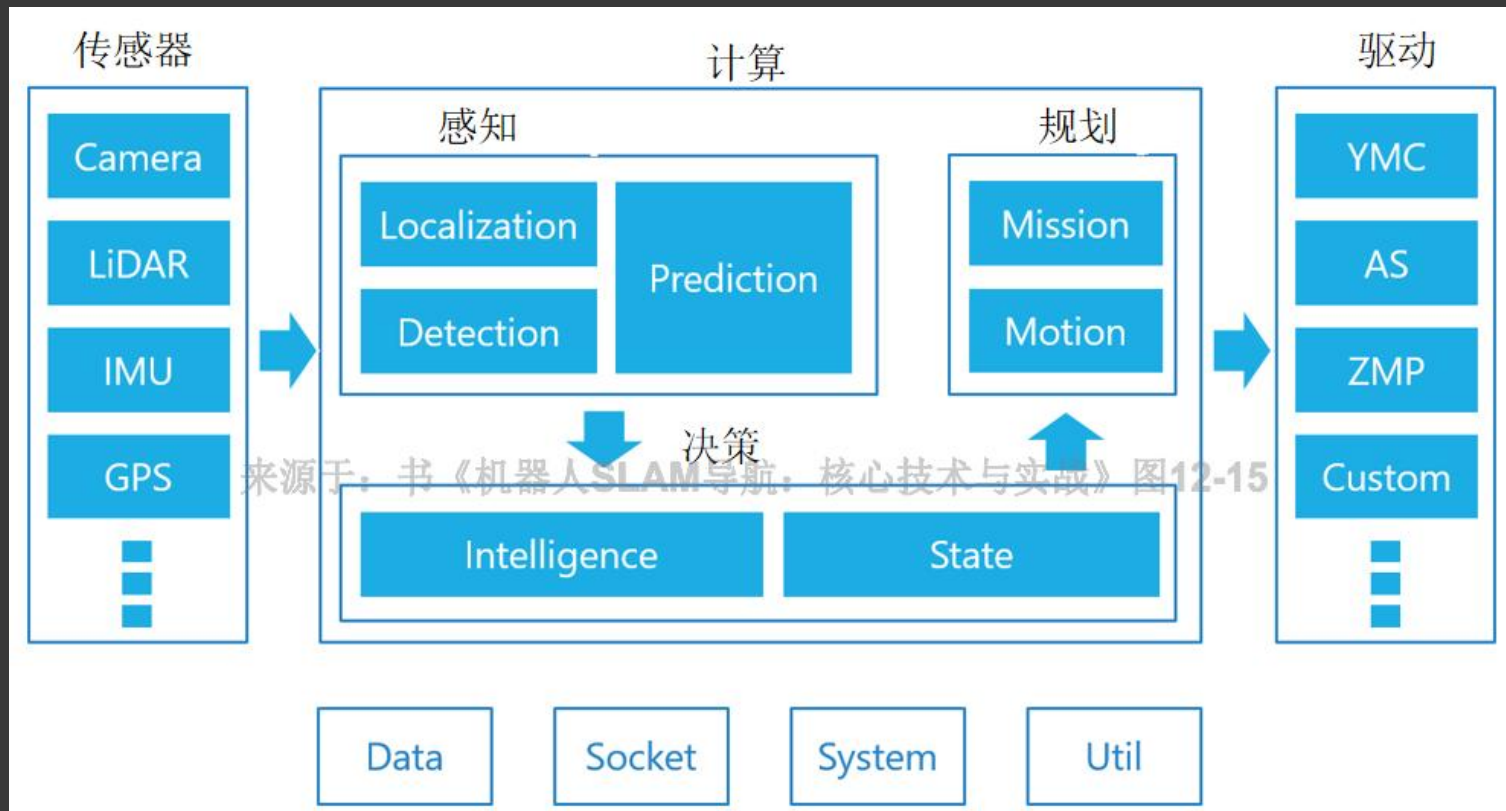 传感器
计算
驱动
感知
规划
Camera
LiDAR
IMU
GPS
Localization
Detection
Prediction
Mission
Motion
决策
来源于：书《机器人SLAM导航：核心技术与实战》图12-15
Intelligence
State
YMC
AS
ZMP
Custom
Data
Socket
System
Util